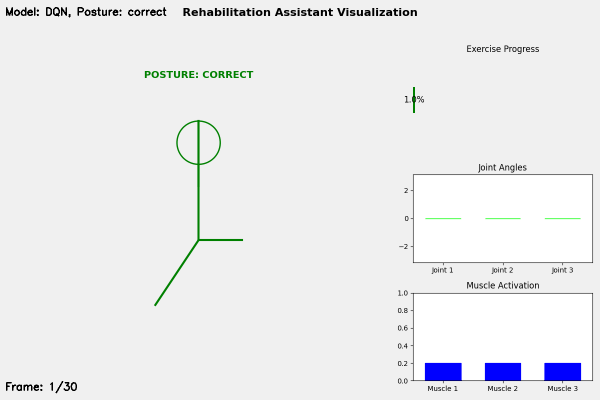 Model: DQN, Posture: correct
Rehabilitation Assistant Visualization
POSTURE: CORRECT
Exercise Progress
1.0%
Joint Angles
2
0
−2
Joint 1
Joint 2
Joint 3
Muscle Activation
1.0
0.8
0.6
0.4
0.2
0.0
Muscle 1
Muscle 2
Muscle 3
Frame: 1/30